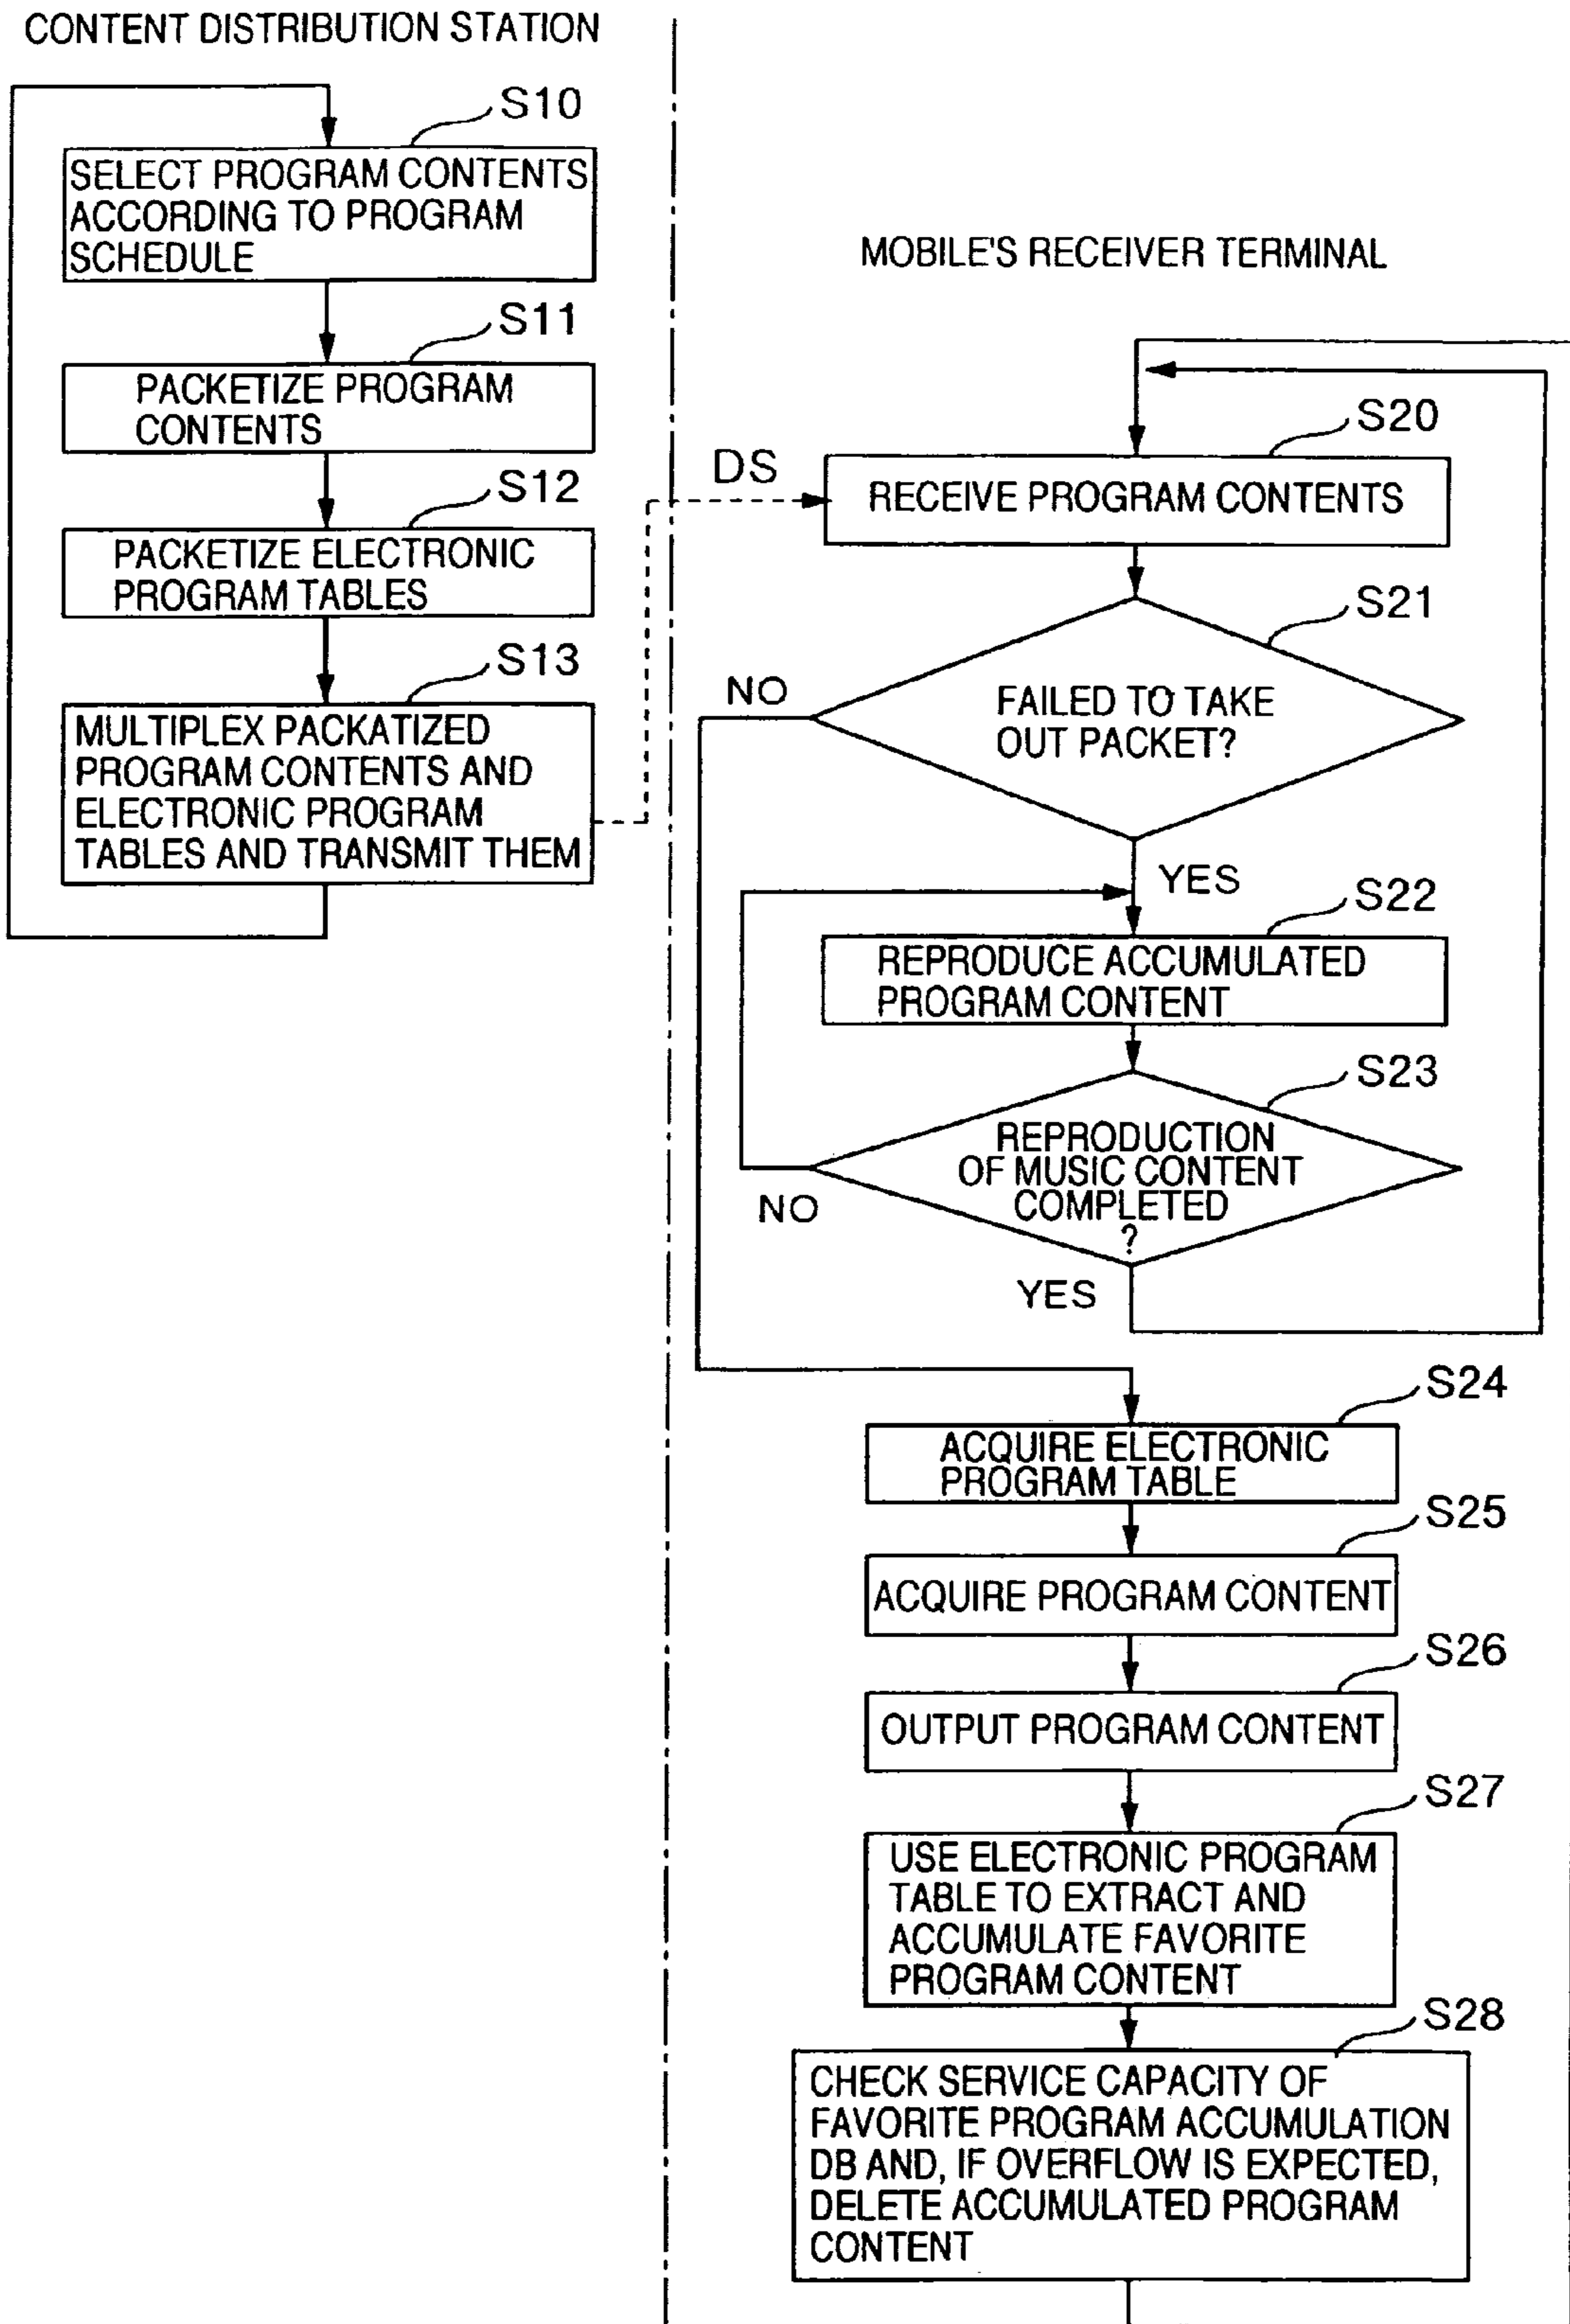 CONTENT DISTRIBUTION STATION
S10
SELECT PROGRAM CONTENTS
ACCORDING TO PROGRAM
SCHEDULE
S11
PACKETIZE PROGRAM
CONTENTS
S12
PACKETIZE ELECTRONIC
PROGRAM TABLES
S13
MULTIPLEX PACKATIZED
PROGRAM CONTENTS AND
ELECTRONIC PROGRAM
TABLES AND TRANSMIT THEM
DS
MOBILE'S RECEIVER TERMINAL
S20
RECEIVE PROGRAM CONTENTS
S21
FAILED TO TAKE
OUT PACKET?
NO
YES
S22
REPRODUCE ACCUMULATED
PROGRAM CONTENT
S23
REPRODUCTION
OF MUSIC CONTENT
COMPLETED
?
NO
YES
S24
ACQUIRE ELECTRONIC
PROGRAM TABLE
S25
ACQUIRE PROGRAM CONTENT
S26
OUTPUT PROGRAM CONTENT
S27
USE ELECTRONIC PROGRAM
TABLE TO EXTRACT AND
ACCUMULATE FAVORITE
PROGRAM CONTENT
S28
CHECK SERVICE CAPACITY OF
FAVORITE PROGRAM ACCUMULATION
DB AND, IF OVERFLOW IS EXPECTED,
DELETE ACCUMULATED PROGRAM
CONTENT